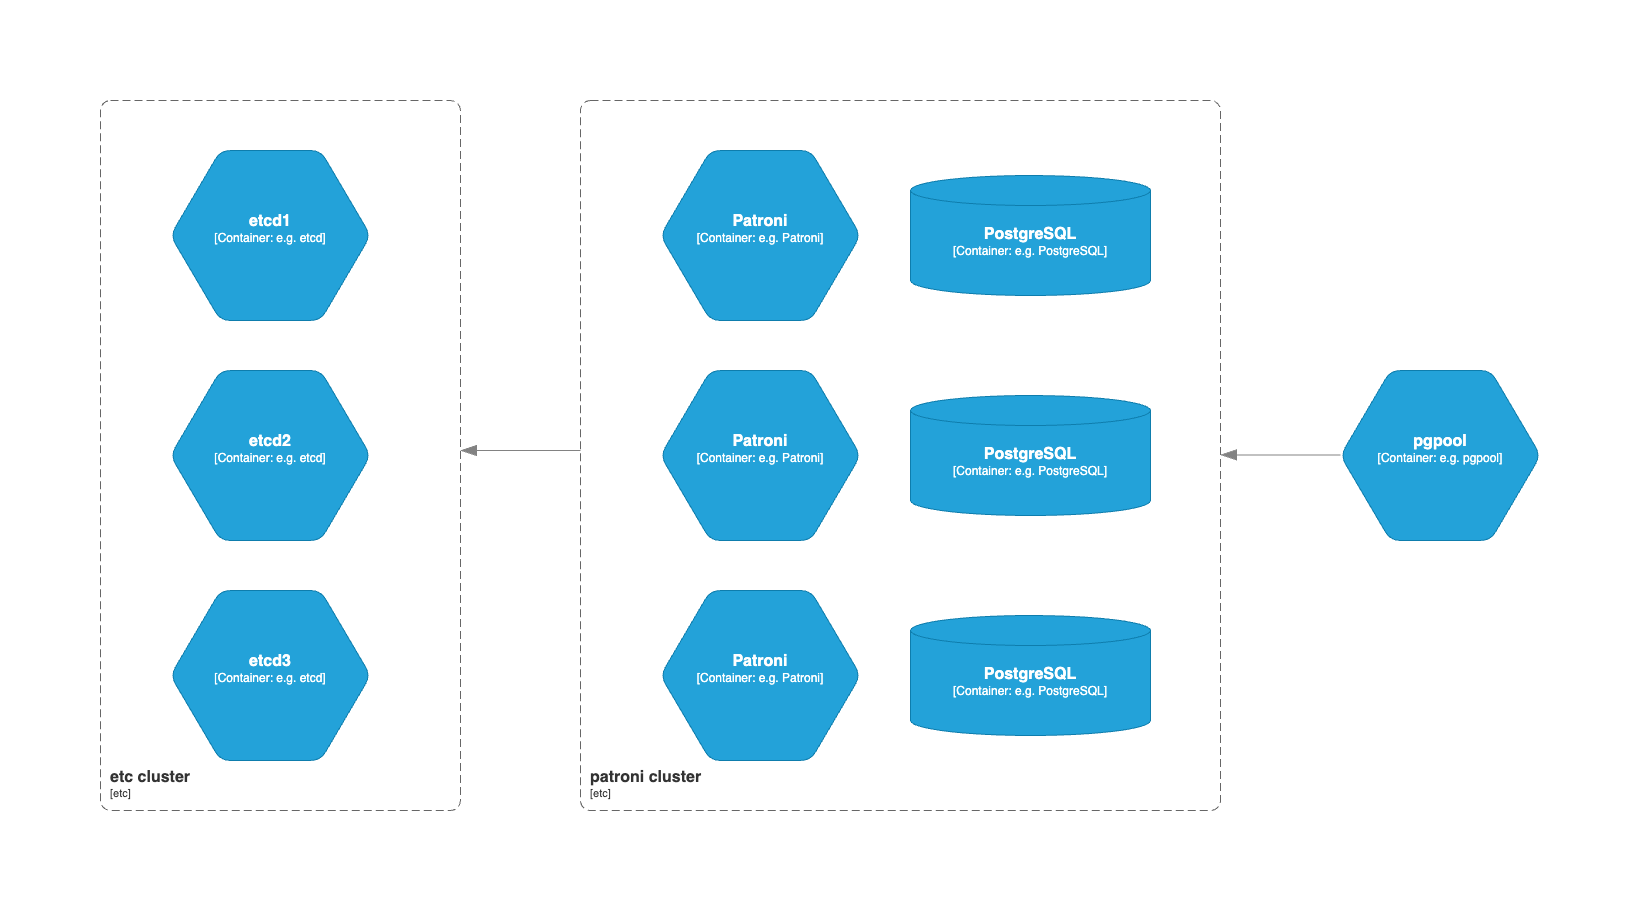 etcd1
[Container: e.g. etcd]
etcd2
[Container: e.g. etcd]
etcd3
[Container: e.g. etcd]
etc cluster
[etc]
Patroni
[Container: e.g. Patroni]
PostgreSQL
[Container: e.g. PostgreSQL]
Patroni
[Container: e.g. Patroni]
PostgreSQL
[Container: e.g. PostgreSQL]
Patroni
[Container: e.g. Patroni]
PostgreSQL
[Container: e.g. PostgreSQL]
patroni cluster
[etc]
pgpool
[Container: e.g. pgpool]